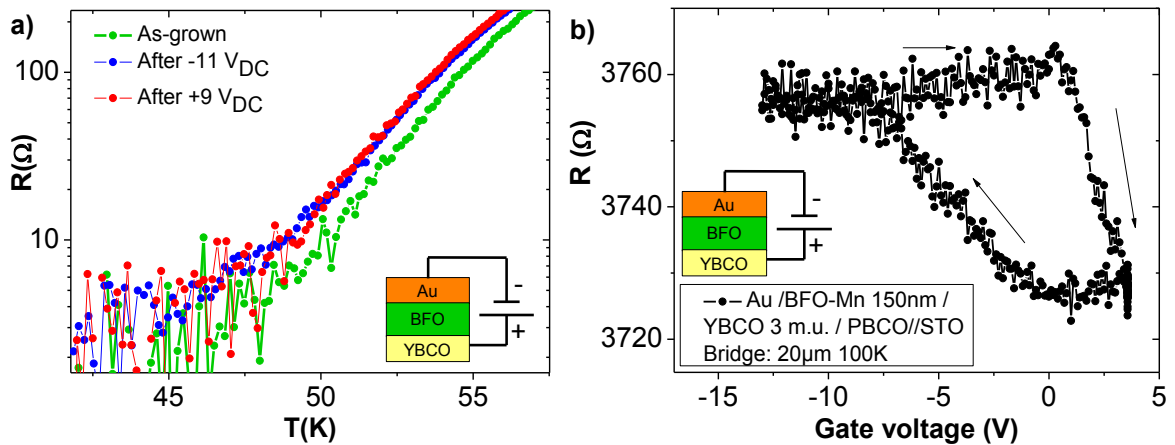 a)
As-grown
After -11 V_DC
After +9 V_DC
100
10
R(Ω)
45
50
55
T(K)
Au
BFO
YBCO
-
+
b)
3760
3740
3720
R (Ω)
-15
-10
-5
0
5
Gate voltage (V)
Au
BFO
YBCO
-
+
Au /BFO-Mn 150nm /
YBCO 3 m.u. / PBCO//STO
Bridge: 20µm 100K